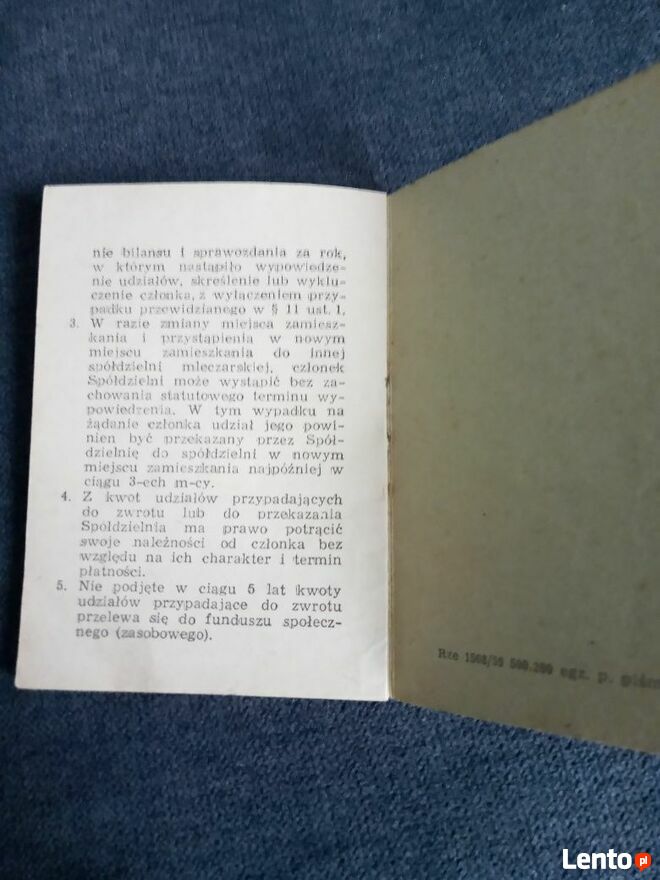 nie bilansu i sprawozdania za rok,
w którym nastąpiło wypowiedze-
nie udziałów, skreślenie lub wyklu-
czenie członka, z wyłączeniem przy-
padku przewidzianego w § 11 ust. 1.
3. W razie zmiany miejsca zamiesz-
kania i przystąpienia w nowym
miejscu zamieszkania do innej
spółdzielni mleczarskiej, członek
Spółdzielni może wystąpić bez za-
chowania statutowego terminu wy-
powiedzenia. W tym wypadku na
żądanie członka udział jego powi-
nien być przekazany przez Spół-
dzielnię do spółdzielni w nowym
miejscu zamieszkania najpóźniej w
ciągu 3-ech m-cy.
4. Z kwot udziałów przypadających
do zwrotu lub do przekazania
Spółdzielnia ma prawo potrącić
swoje należności od członka bez
względu na ich charakter i termin
płatności.
5. Nie podjęte w ciągu 5 lat kwoty
udziałów przypadające do zwrotu
przelewa się do funduszu społecz-
nego (zasobowego).
Rze egz. p.
Lento.pl